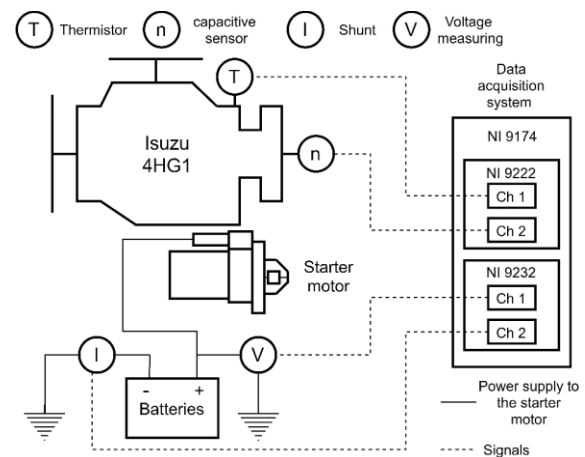 T Thermistor
n capacitive
sensor
I Shunt
V Voltage
measuring
Data
acquisition
system
NI 9174
NI 9222
Ch 1
Ch 2
NI 9232
Ch 1
Ch 2
T
Isuzu
4HG1
n
Starter
motor
I
V
- +
Batteries
Power supply to
the starter
motor
Signals